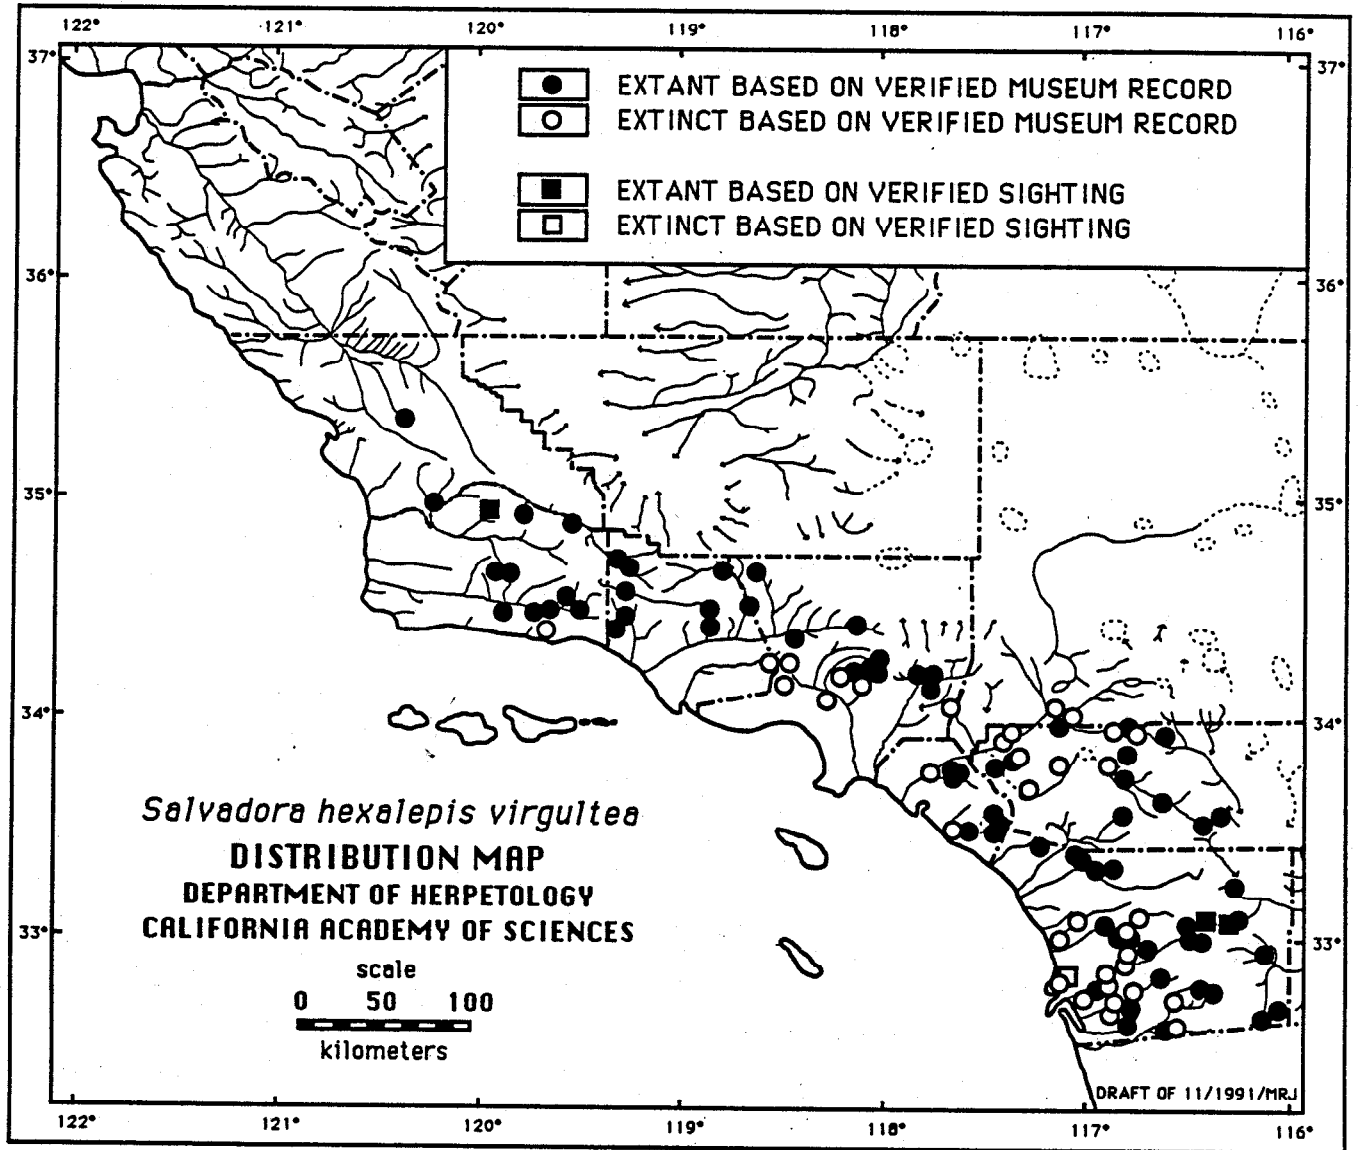 122° 121° 120° 119° 118° 117° 116°
37° 37°
EXTANT BASED ON VERIFIED MUSEUM RECORD
EXTINCT BASED ON VERIFIED MUSEUM RECORD
EXTANT BASED ON VERIFIED SIGHTING
EXTINCT BASED ON VERIFIED SIGHTING
36° 36°
35° 35°
34° 34°
Salvadora hexalepis virgultea
DISTRIBUTION MAP
DEPARTMENT OF HERPETOLOGY
CALIFORNIA ACADEMY OF SCIENCES
33° 33°
scale
0 50 100
kilometers
DRAFT OF 11/1991/MRJ
122° 121° 120° 119° 118° 117° 116°